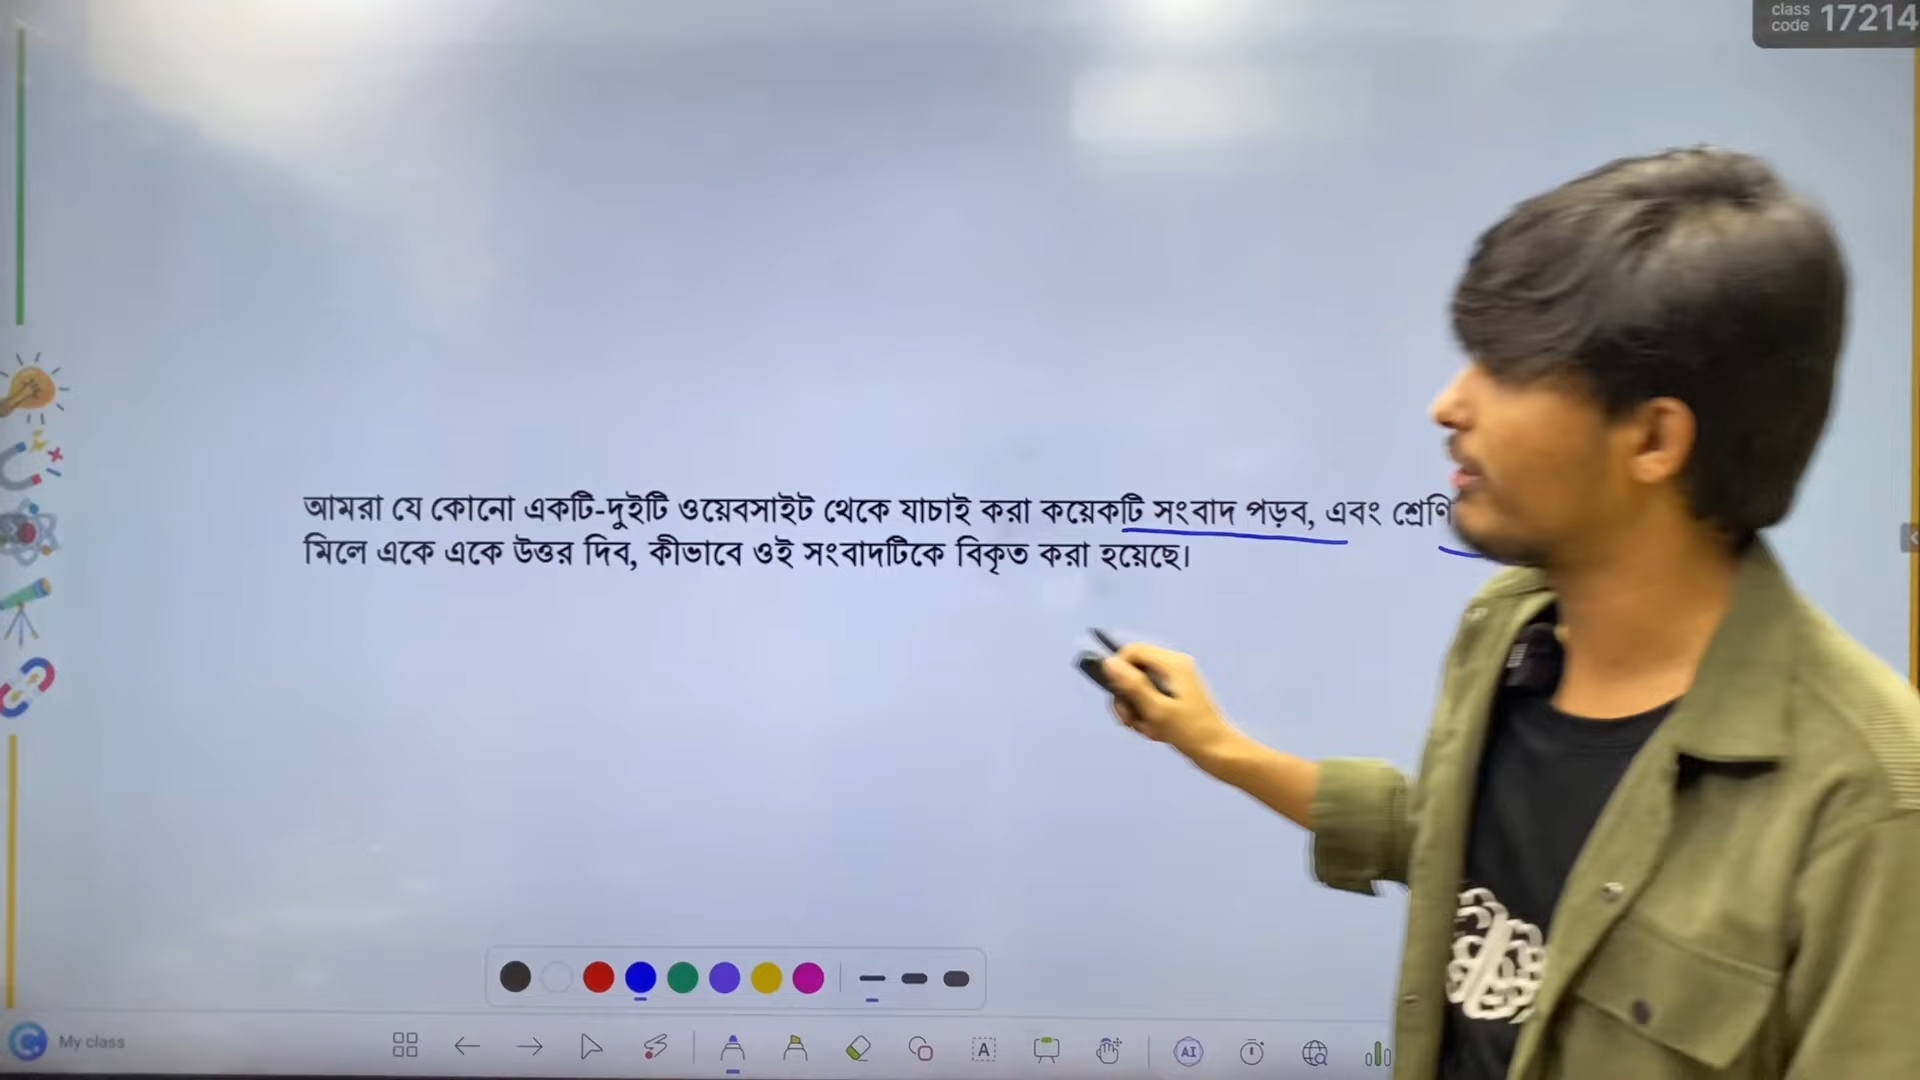 class
code 17214
আমরা যে কোনো একটি-দুইটি ওয়েবসাইট থেকে যাচাই করা কয়েকটি সংবাদ পড়ব, এবং শ্রেণি
মিলে একে একে উত্তর দিব, কীভাবে ওই সংবাদটিকে বিকৃত করা হয়েছে।
A
AI
My class